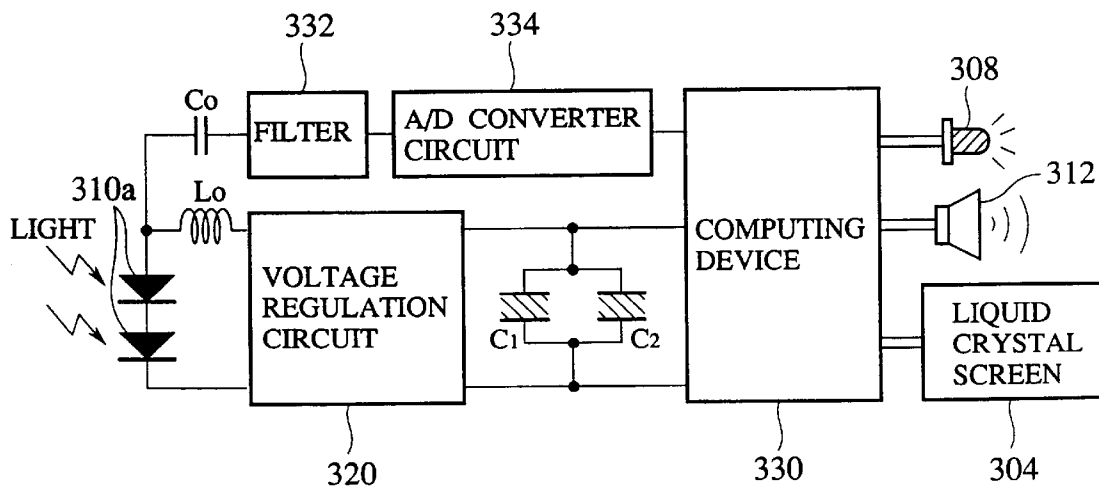 332
334
308
Co
FILTER
A/D CONVERTER
CIRCUIT
310a
Lo
312
LIGHT
COMPUTING
DEVICE
VOLTAGE
REGULATION
CIRCUIT
C1
C2
LIQUID
CRYSTAL
SCREEN
320
330
304